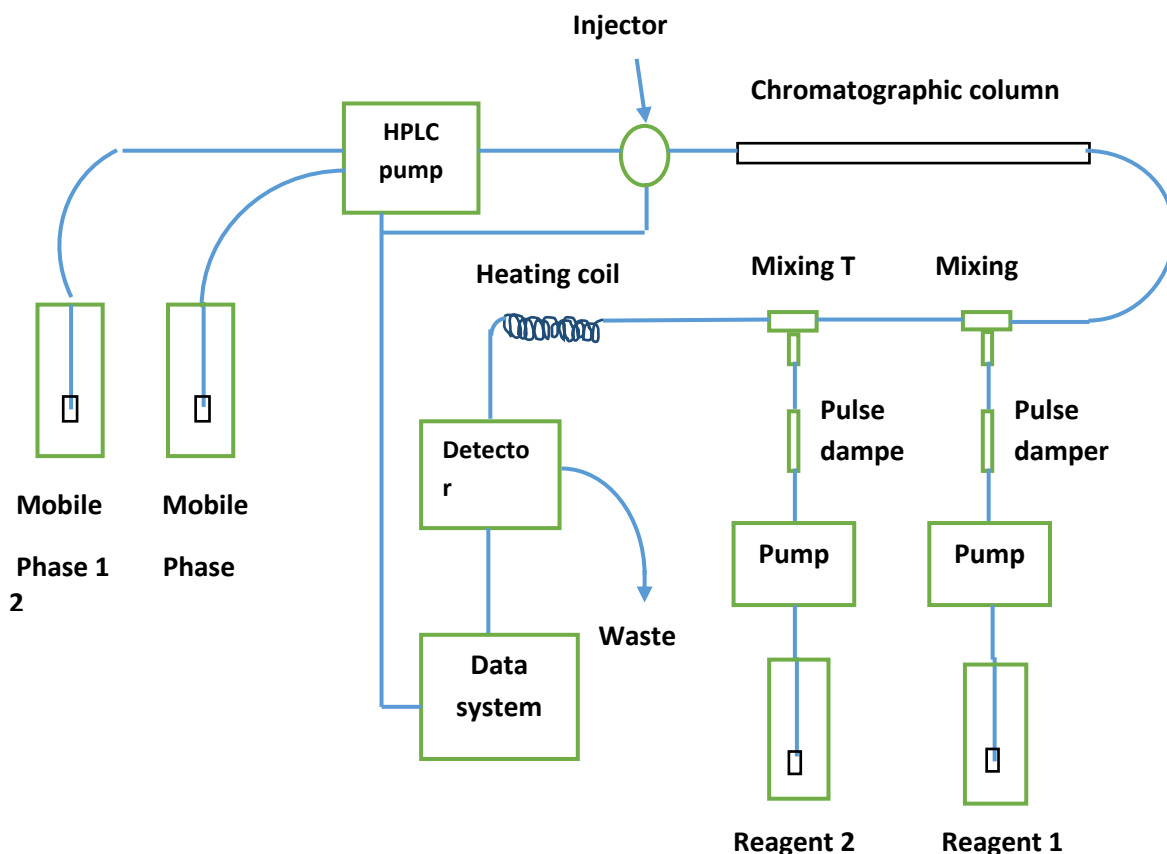 Injector
Chromatographic column
HPLC
pump
Heating coil
Mixing T
Mixing
Pulse
dampe
Pulse
damper
Detecto
r
Mobile
Mobile
Phase 1
Phase
2
Pump
Pump
Waste
Data
system
Reagent 2
Reagent 1